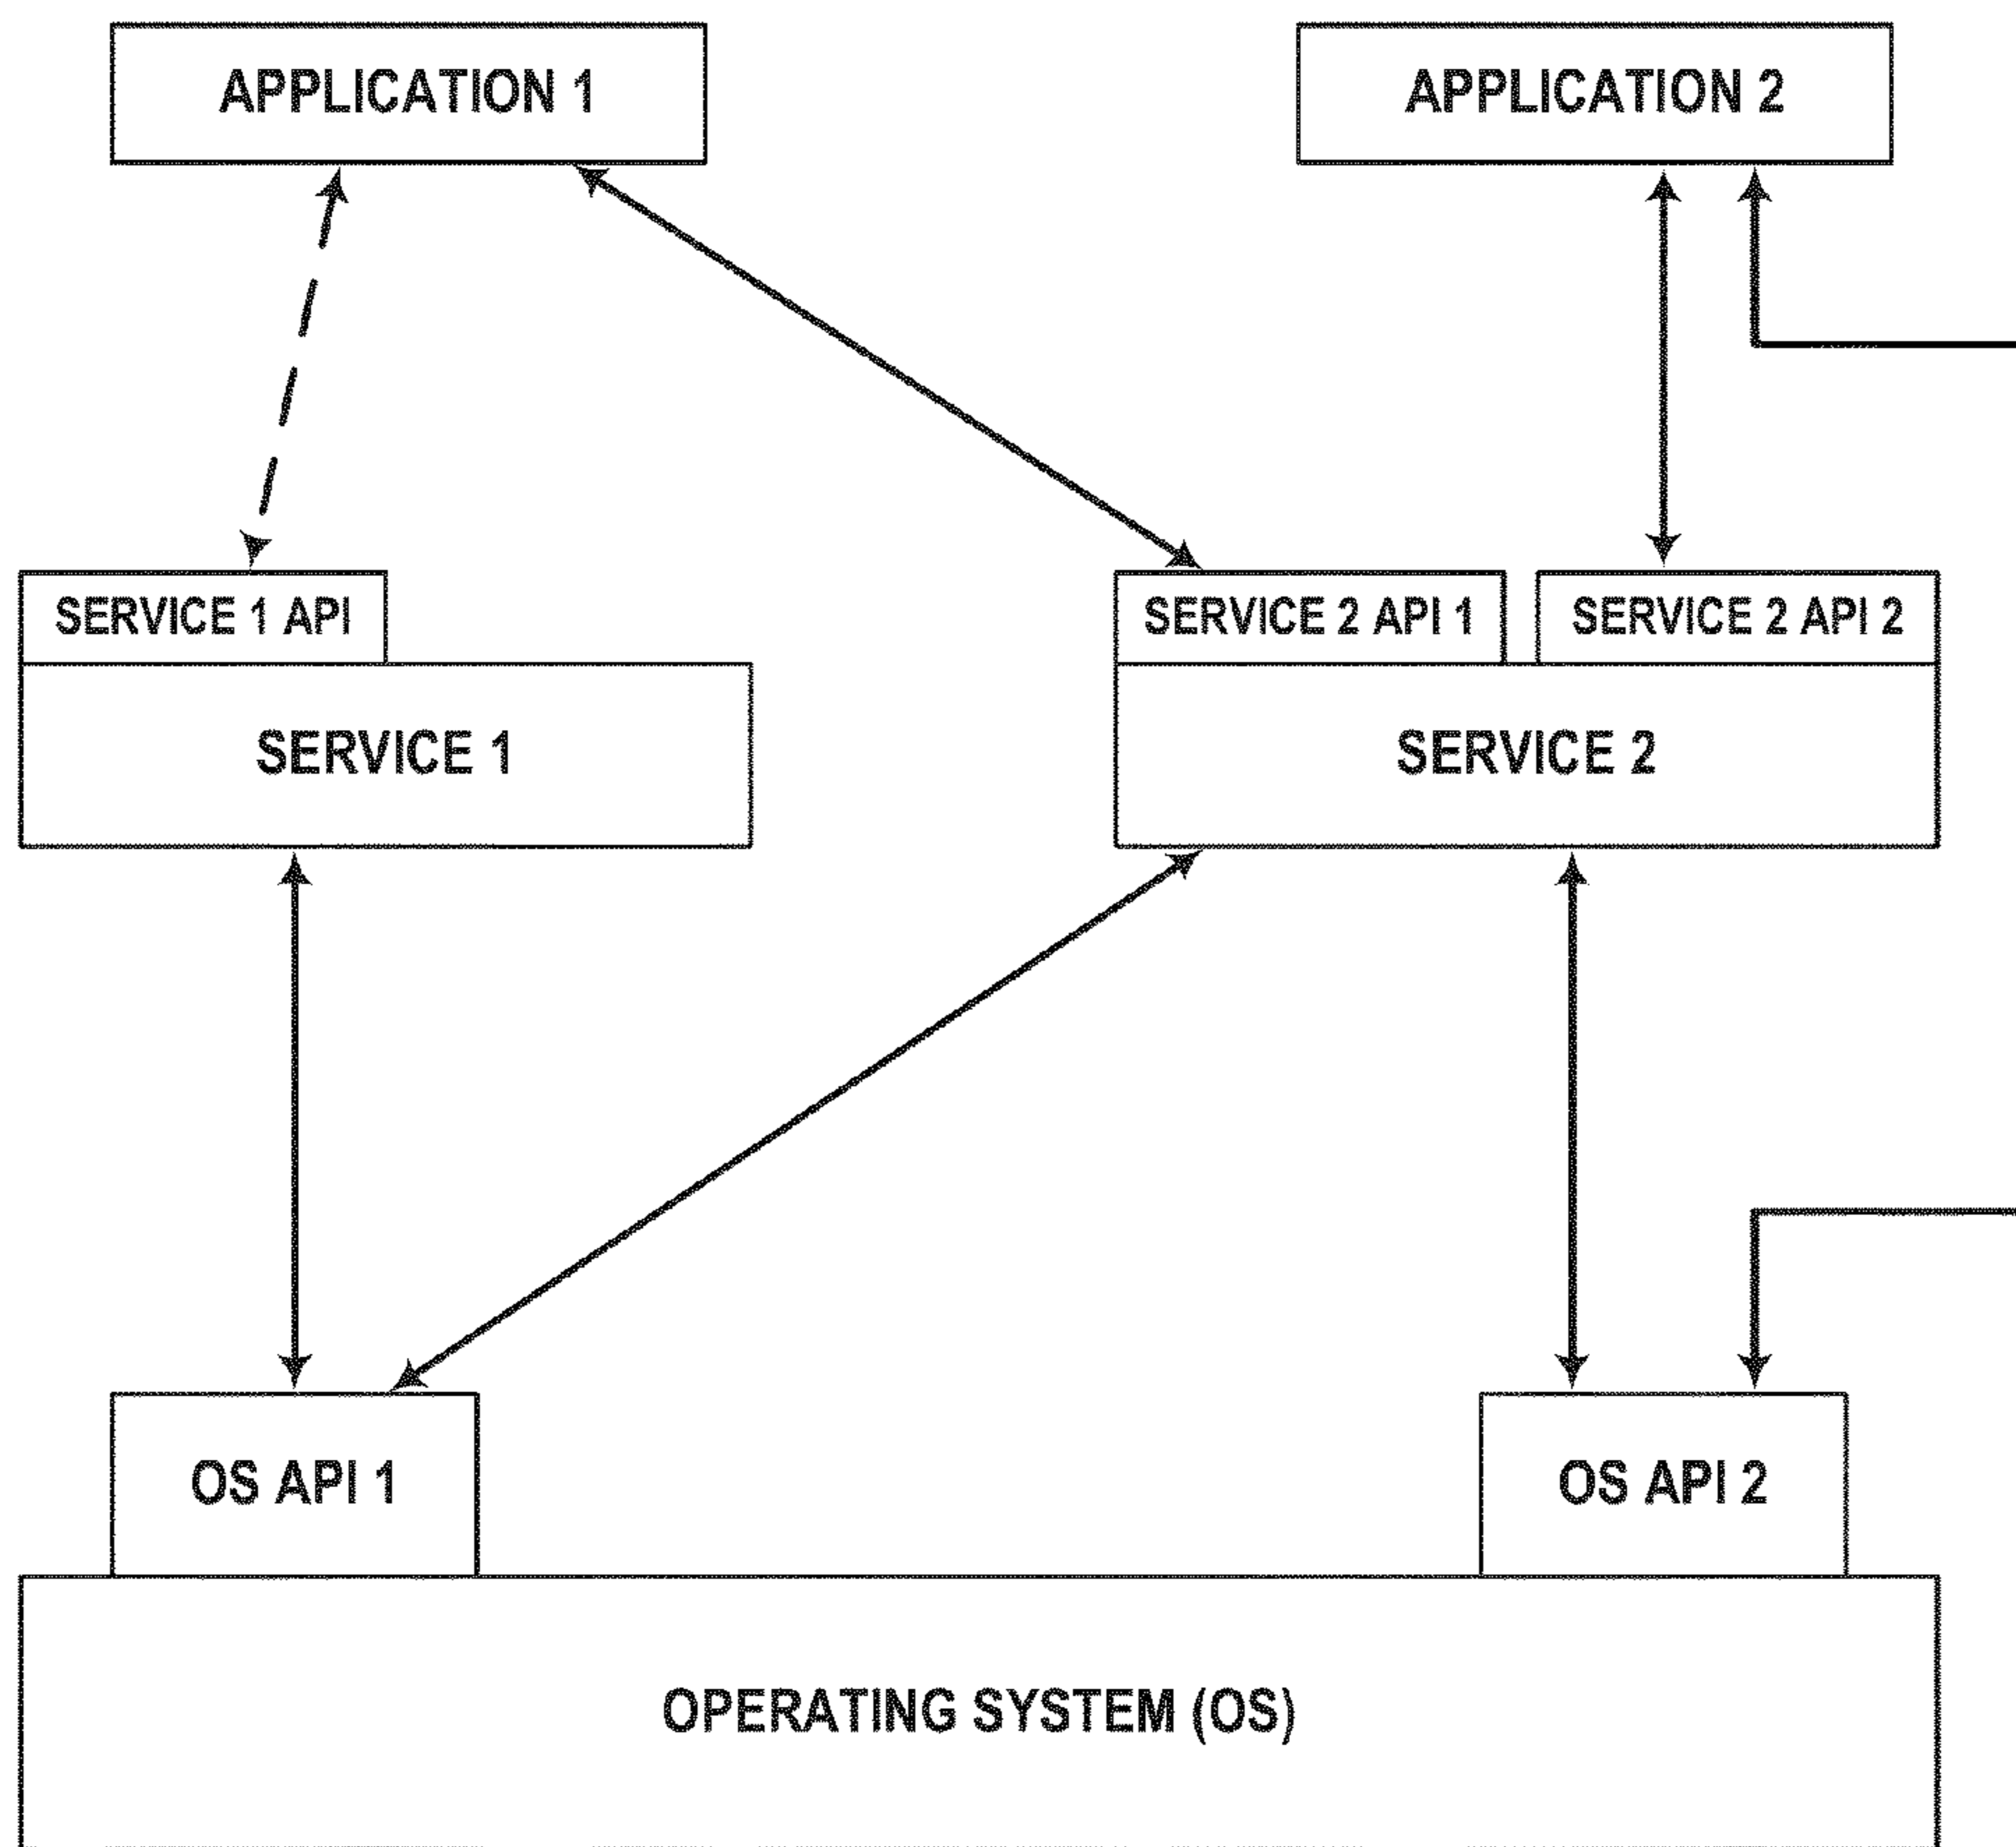 APPLICATION 1
APPLICATION 2
SERVICE 1 API
SERVICE 2 API 1
SERVICE 2 API 2
SERVICE 1
SERVICE 2
OS API 1
OS API 2
OPERATING SYSTEM (OS)